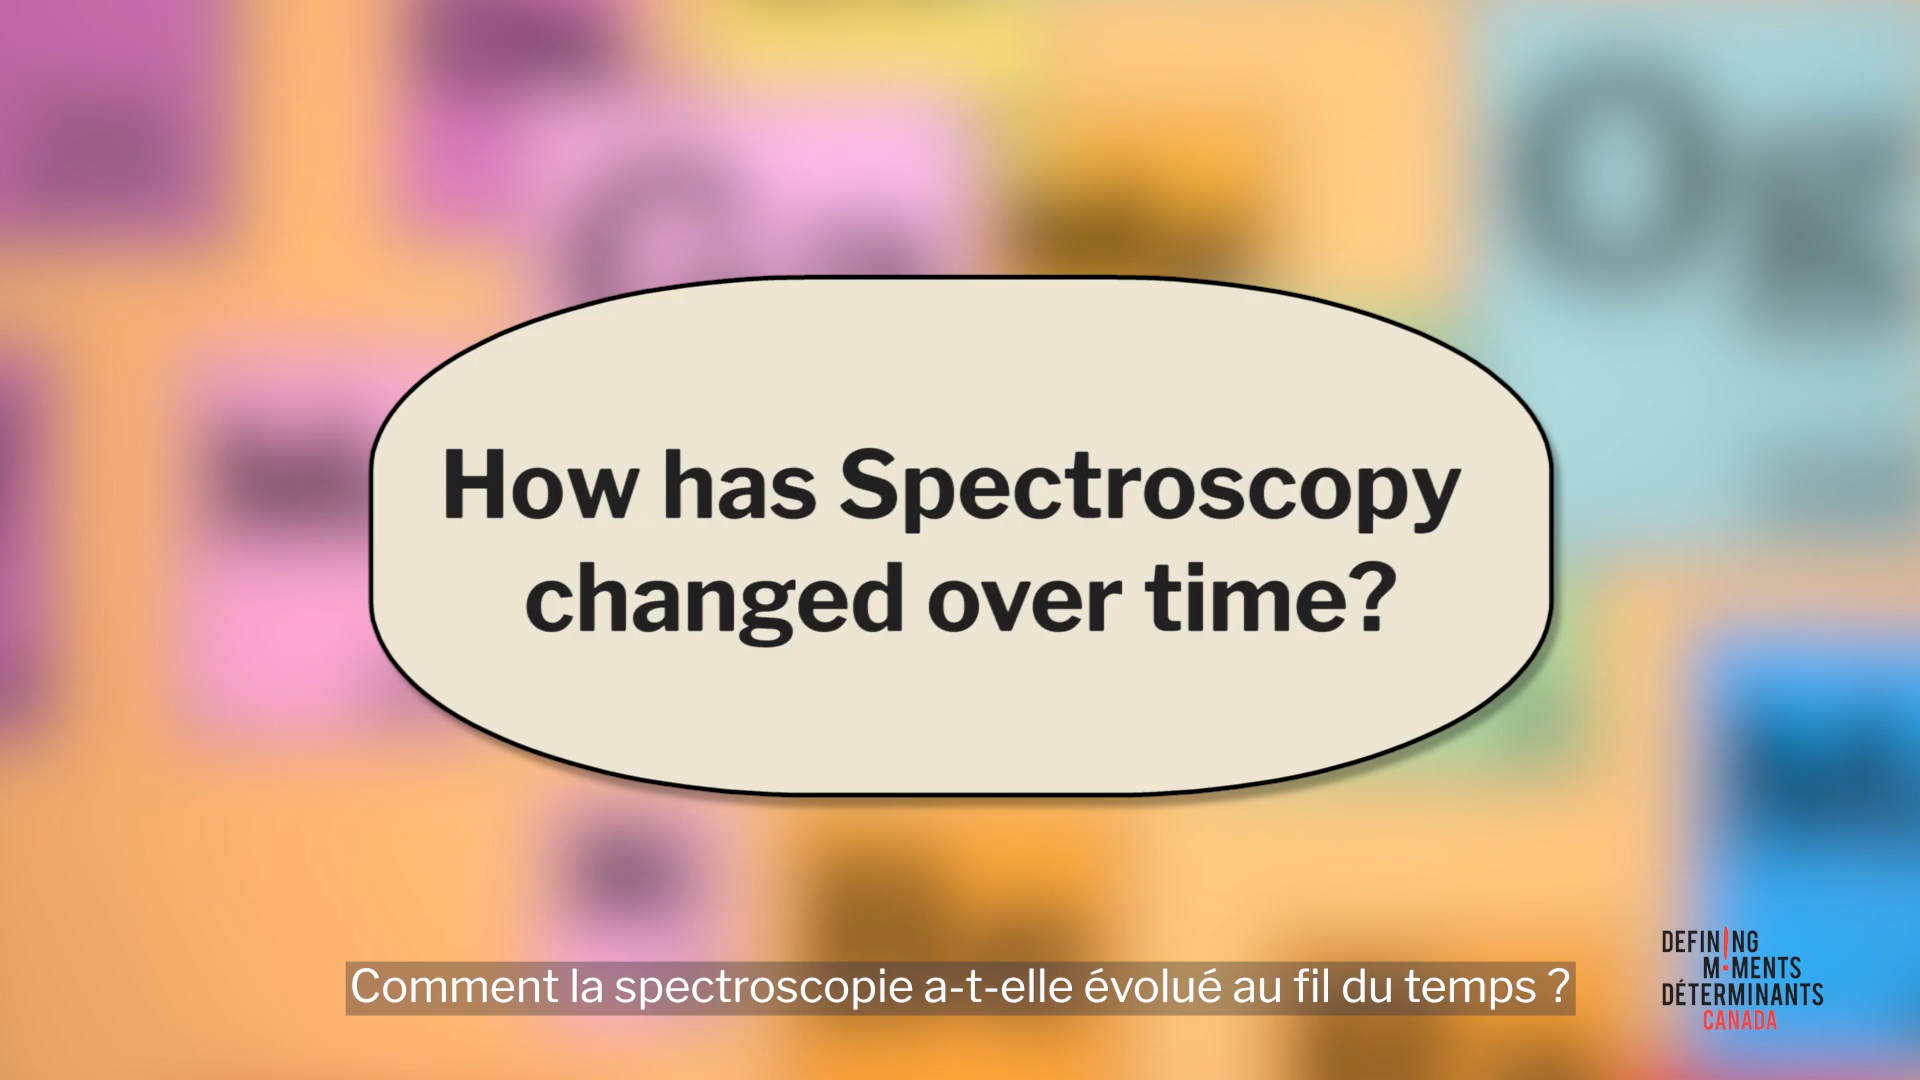 How has Spectroscopy
changed over time?
Comment la spectroscopie a-t-elle évolué au fil du temps ?
DEFIN!NG
M•MENTS
DÉTERMINANTS
CANADA